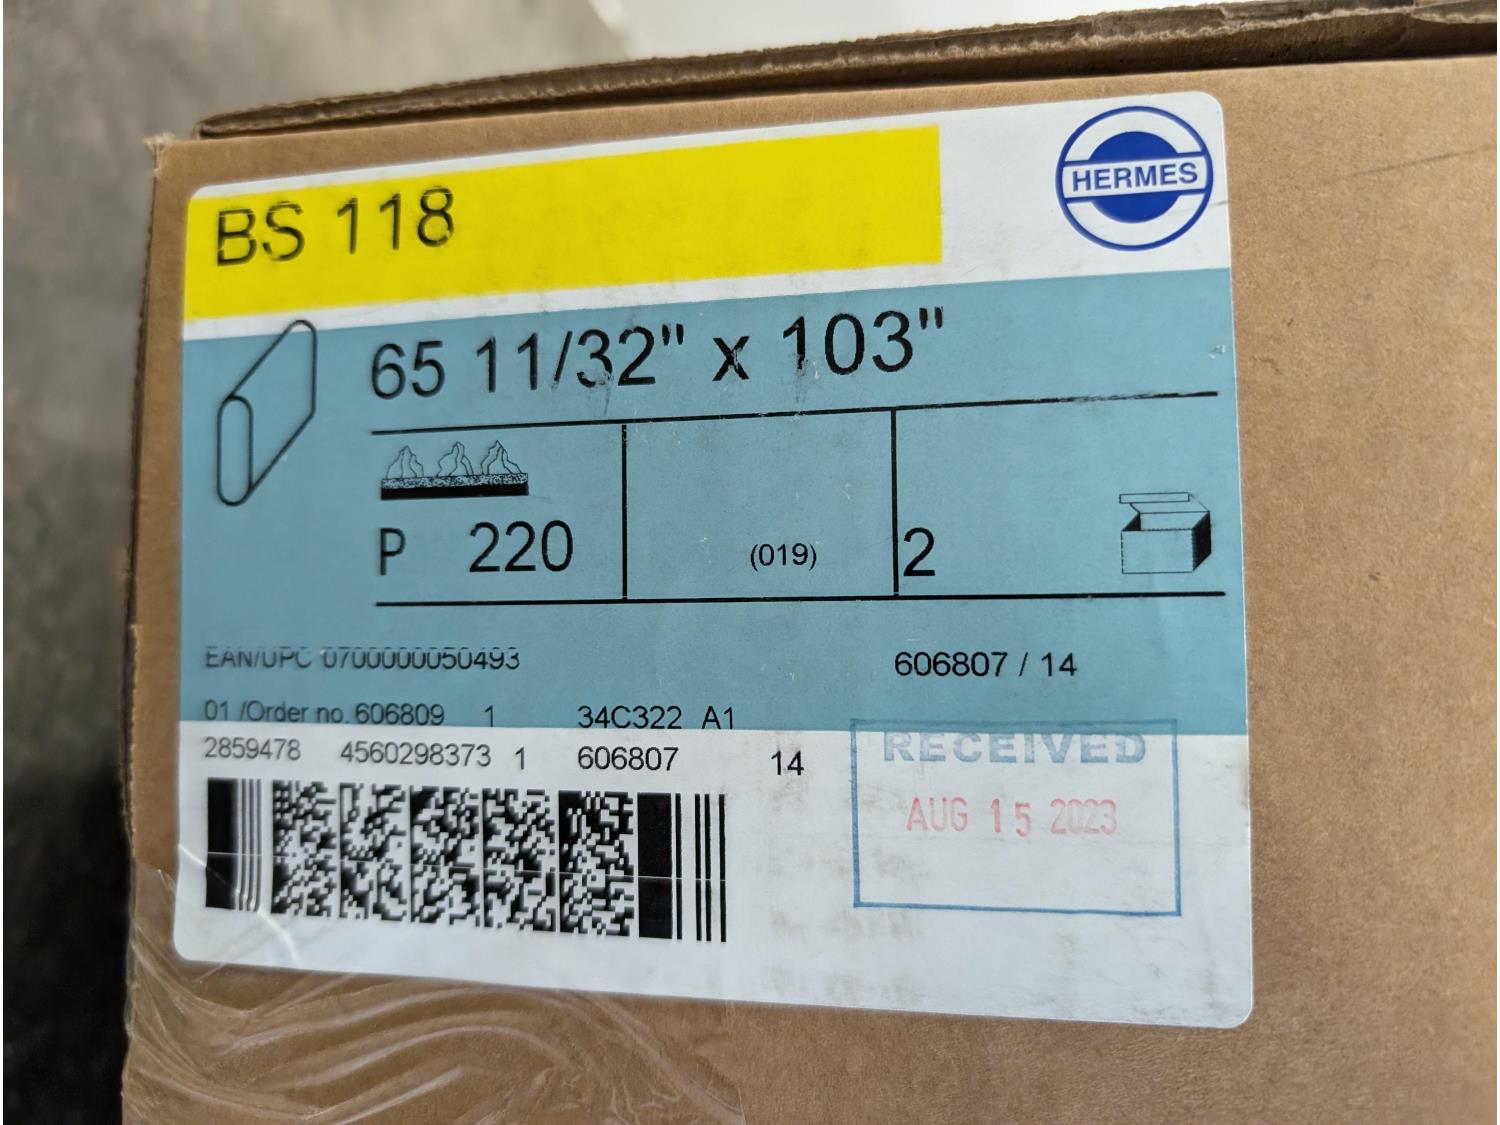 BS 118
HERMES
65 11/32" x 103"
P 220
(019)
2
EAN/UPC 0700000050493
606807 / 14
01 /Order no. 606809 1 34C322 A1
2859478 4560298373 1 606807 14
RECEIVED
AUG 15 2023